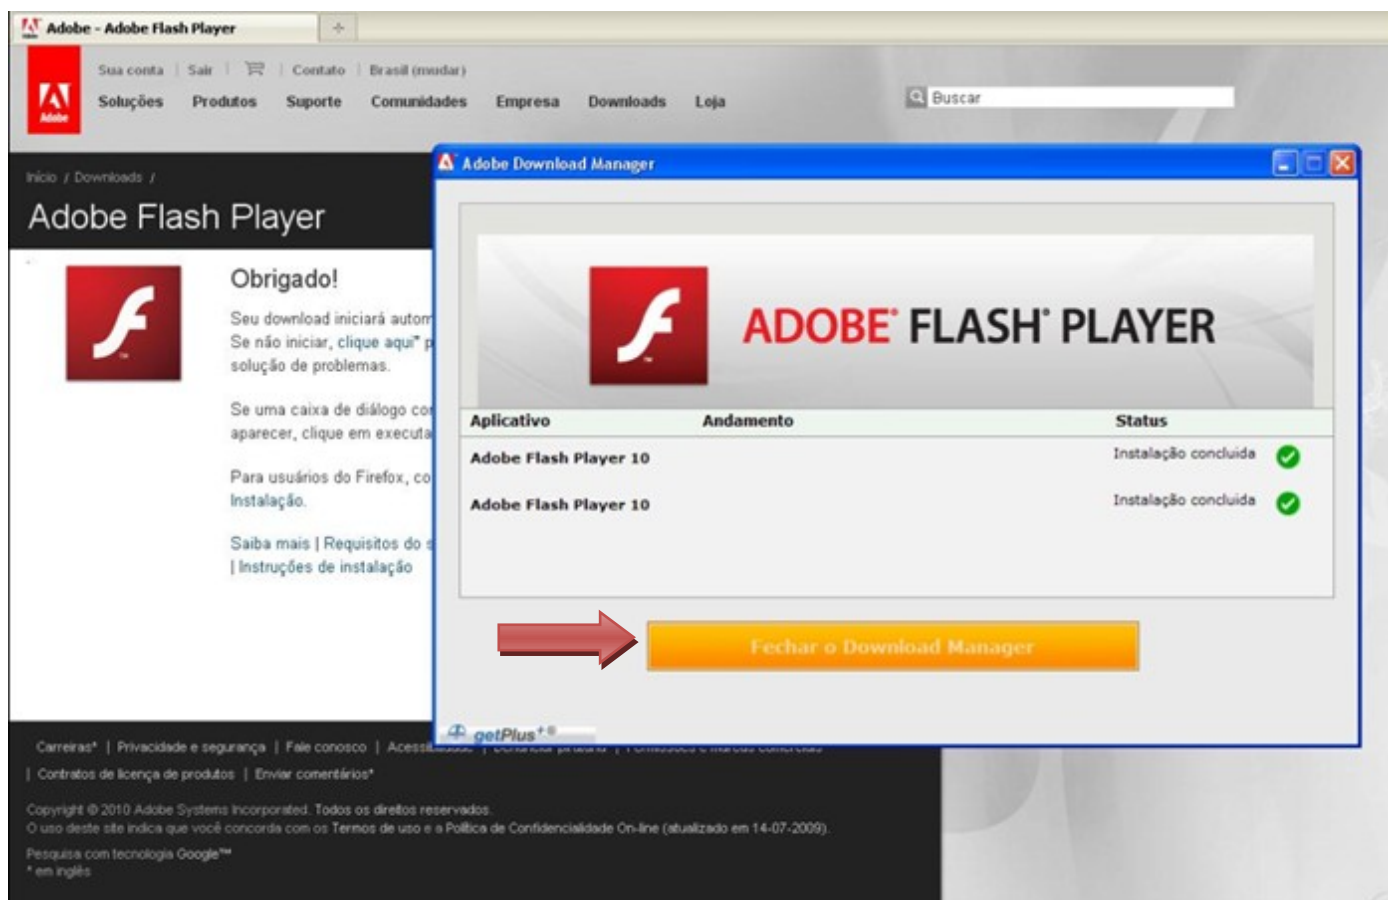 Adobe - Adobe Flash Player
Sua conta | Sair | | Contato | Brasil (mudar)
Adobe
Soluções Produtos Suporte Comunidades Empresa Downloads Loja
Buscar
Início / Downloads /
Adobe Flash Player
Obrigado!
Seu download iniciará autom
Se não iniciar, clique aqui* p
solução de problemas.
Se uma caixa de diálogo con
aparecer, clique em executa
Para usuários do Firefox, co
Instalação.
Saiba mais | Requisitos do s
| Instruções de instalação
Adobe Download Manager
ADOBE® FLASH® PLAYER
Aplicativo Andamento Status
Adobe Flash Player 10 Instalação concluida
Adobe Flash Player 10 Instalação concluida
Fechar o Download Manager
getPlus+®
Carreiras* | Privacidade e segurança | Fale conosco |
| Contratos de licença de produtos | Enviar comentários*
Copyright © 2010 Adobe Systems Incorporated. Todos os direitos reservados.
O uso deste site indica que você concorda com os Termos de uso e a Política de Confidencialidade On-line (atualizado em 14-07-2009).
Pesquisa com tecnologia Google™
* em inglês